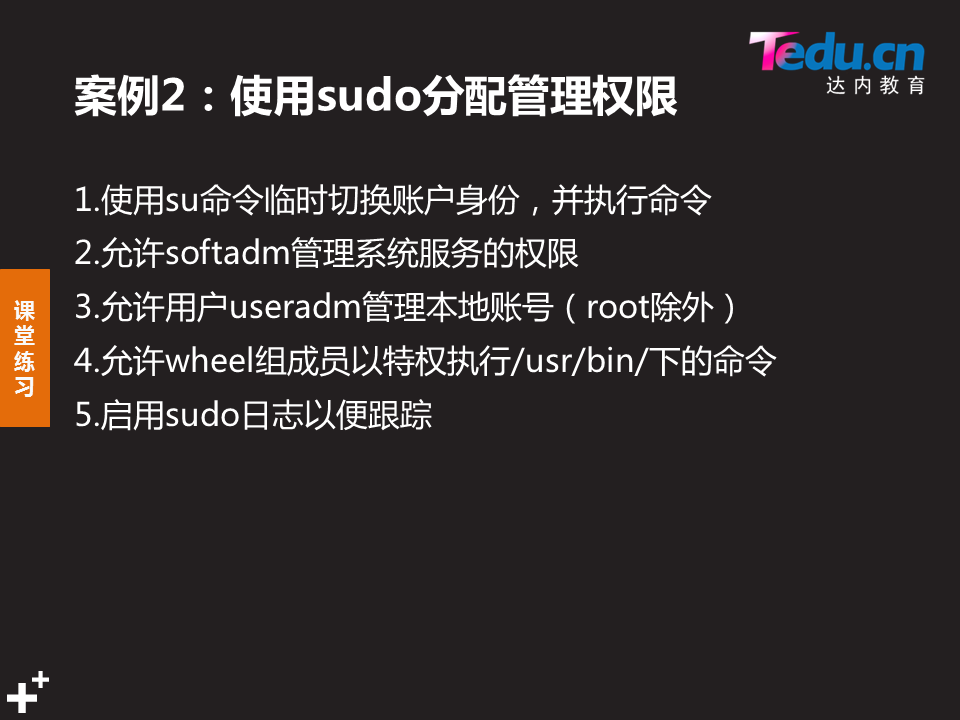 Tedu.cn
达内教育
案例2：使用sudo分配管理权限
1.使用su命令临时切换账户身份，并执行命令
2.允许softadm管理系统服务的权限
3.允许用户useradm管理本地账号（root除外）
4.允许wheel组成员以特权执行/usr/bin/下的命令
5.启用sudo日志以便跟踪
课
堂
练
习